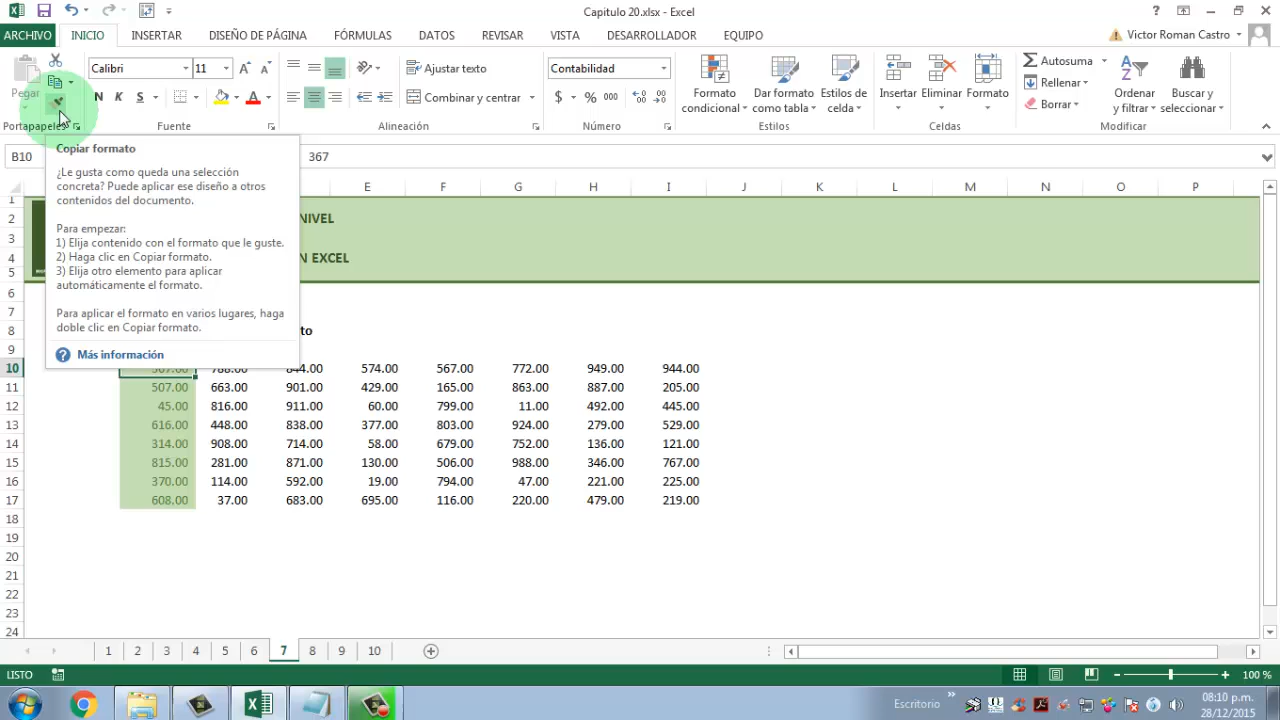 Capitulo 20.xlsx - Excel
ARCHIVO INICIO INSERTAR DISEÑO DE PÁGINA FÓRMULAS DATOS REVISAR VISTA DESARROLLADOR EQUIPO Victor Roman Castro
Pegar Calibri 11 Ajustar texto Contabilidad Formato condicional Dar formato como tabla Estilos de celda Insertar Eliminar Formato Autosuma Ordenar y filtrar Buscar y seleccionar
N K S Combinar y centrar $ % 000 Rellenar
Borrar
Portapapeles Fuente Alineación Número Estilos Celdas Modificar
B10 367
Copiar formato
¿Le gusta como queda una selección
concreta? Puede aplicar ese diseño a otros
contenidos del documento.
Para empezar:
1) Elija contenido con el formato que le guste.
2) Haga clic en Copiar formato.
3) Elija otro elemento para aplicar
automáticamente el formato.
Para aplicar el formato en varios lugares, haga
doble clic en Copiar formato.
Más información
E F G H I J K L M N O P
1
2 NIVEL
3
4 N EXCEL
5
6
7
8 to
9
10 367.00 788.00 844.00 574.00 567.00 772.00 949.00 944.00
11 507.00 663.00 901.00 429.00 165.00 863.00 887.00 205.00
12 45.00 816.00 911.00 60.00 799.00 11.00 492.00 445.00
13 616.00 448.00 838.00 377.00 803.00 924.00 279.00 529.00
14 314.00 908.00 714.00 58.00 679.00 752.00 136.00 121.00
15 815.00 281.00 871.00 130.00 506.00 988.00 346.00 767.00
16 370.00 114.00 592.00 19.00 794.00 47.00 221.00 225.00
17 608.00 37.00 683.00 695.00 116.00 220.00 479.00 219.00
18
19
20
21
22
23
24
1 2 3 4 5 6 7 8 9 10
LISTO 100 %
Escritorio 08:10 p.m.
28/12/2015